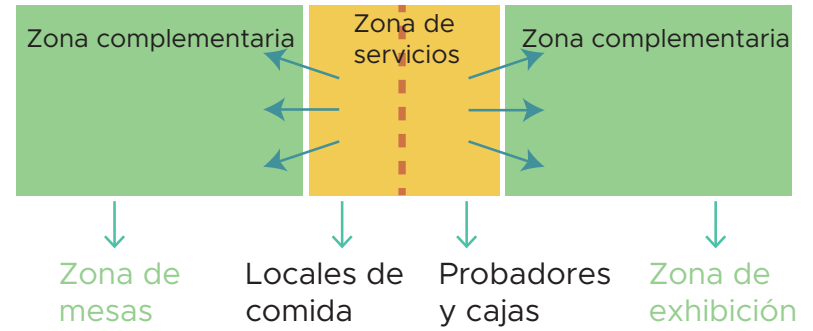 Zona complementaria
Zona de
servicios
Zona complementaria
Zona de
mesas
Locales de
comida
Probadores
y cajas
Zona de
exhibición